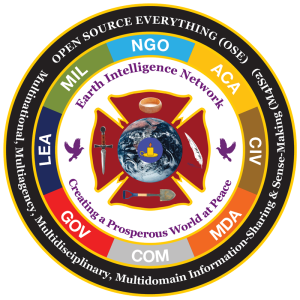 OPEN SOURCE EVERYTHING (OSE)
Multinational, Multiagency, Multidisciplinary, Multidomain Information-Sharing & Sense-Making (M4IS2)
NGO
ACA
CIV
MDA
COM
GOV
LEA
MIL
Earth Intelligence Network
Creating a Prosperous World at Peace